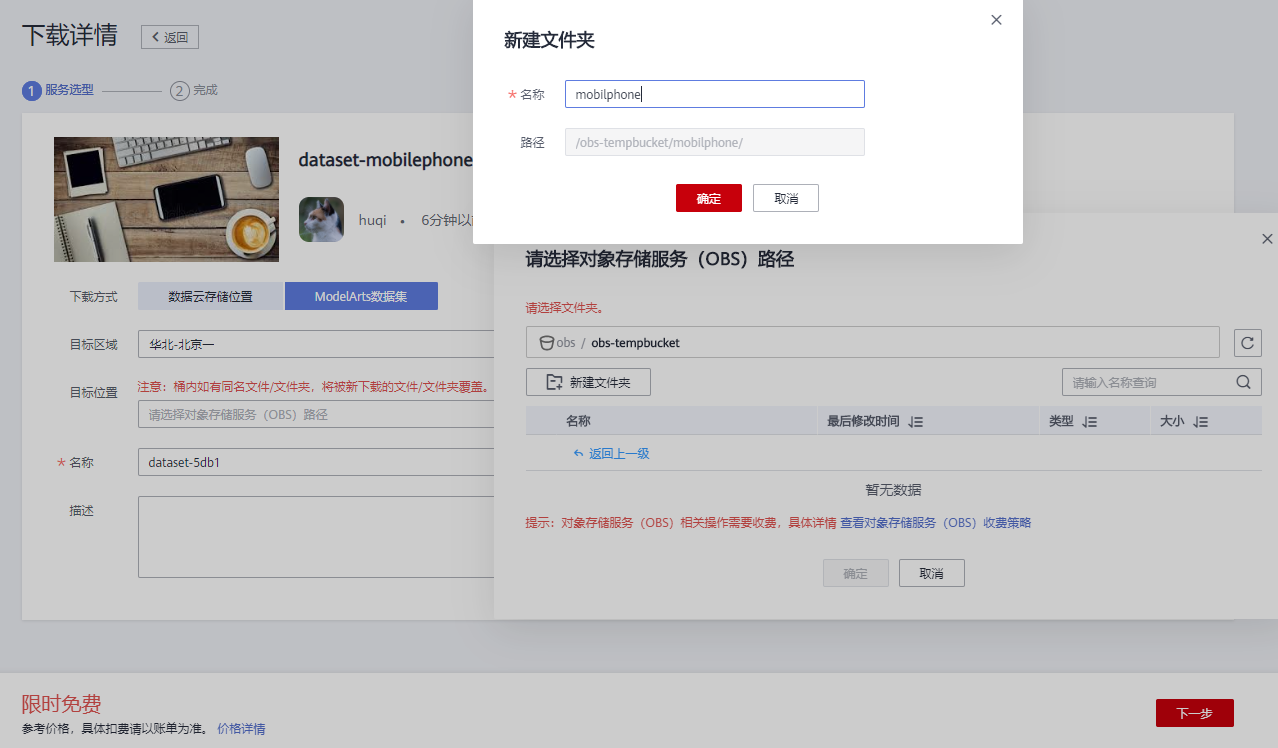 下载详情
返回
1 服务选型
2 完成
dataset-mobilephone
huqi • 6分钟以
下载方式
数据云存储位置
ModelArts数据集
目标区域
华北-北京一
目标位置
注意：桶内如有同名文件/文件夹，将被新下载的文件/文件夹覆盖。
请选择对象存储服务（OBS）路径
* 名称
dataset-5db1
描述
新建文件夹
* 名称
mobilphone
路径
/obs-tempbucket/mobilphone/
确定
取消
请选择对象存储服务（OBS）路径
请选择文件夹。
obs / obs-tempbucket
新建文件夹
请输入名称查询
名称 最后修改时间 类型 大小
返回上一级
暂无数据
提示：对象存储服务（OBS）相关操作需要收费，具体详情 查看对象存储服务（OBS）收费策略
确定
取消
限时免费
参考价格，具体扣费请以账单为准。 价格详情
下一步